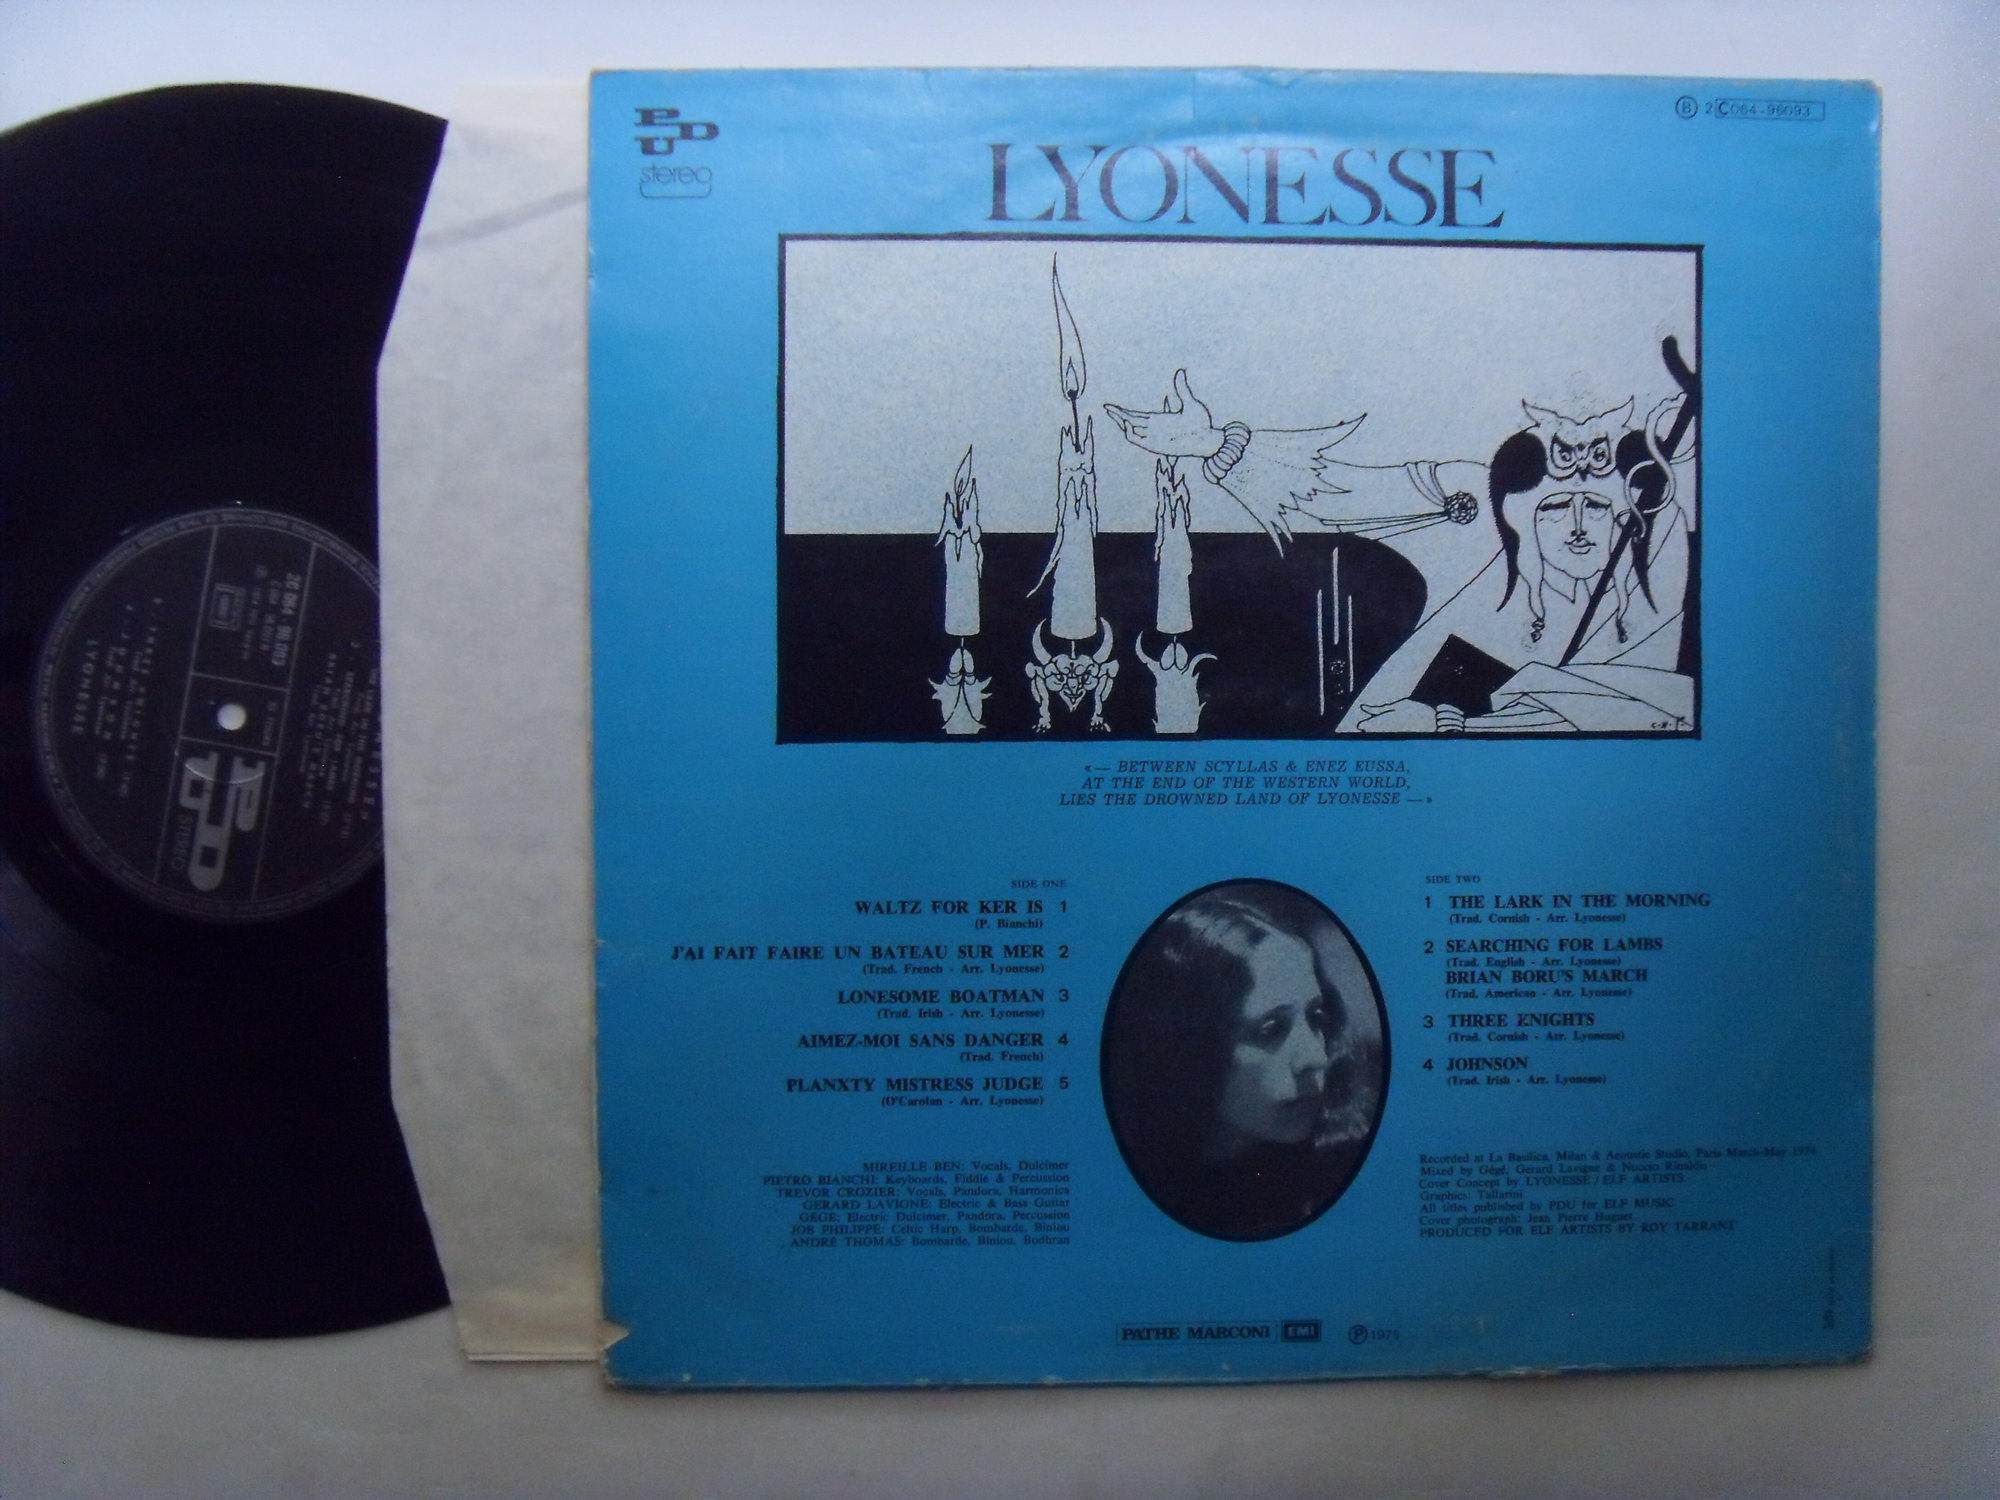 PDU
stereo
B 2C064-96093
LYONESSE
C.R.T.
«— BETWEEN SCYLLAS & ENEZ EUSSA,
AT THE END OF THE WESTERN WORLD,
LIES THE DROWNED LAND OF LYONESSE —»
SIDE ONE
WALTZ FOR KER IS 1
(P. Bianchi)
J'AI FAIT FAIRE UN BATEAU SUR MER 2
(Trad. French - Arr. Lyonesse)
LONESOME BOATMAN 3
(Trad. Irish - Arr. Lyonesse)
AIMEZ-MOI SANS DANGER 4
(Trad. French)
PLANXTY MISTRESS JUDGE 5
(O'Carolan - Arr. Lyonesse)
SIDE TWO
1 THE LARK IN THE MORNING
(Trad. Cornish - Arr. Lyonesse)
2 SEARCHING FOR LAMBS
(Trad. English - Arr. Lyonesse)
BRIAN BORU'S MARCH
(Trad. American - Arr. Lyonesse)
3 THREE KNIGHTS
(Trad. Cornish - Arr. Lyonesse)
4 JOHNSON
(Trad. Irish - Arr. Lyonesse)
MIREILLE BEN: Vocals, Dulcimer
PIETRO BIANCHI: Keyboards, Fiddle & Percussion
TREVOR CROZIER: Vocals, Pandora, Harmonica
GERARD LAVIGNE: Electric & Bass Guitar
GÉGÉ: Electric Dulcimer, Pandora, Percussion
JOB PHILIPPE: Celtic Harp, Bombarde, Biniou
ANDRÉ THOMAS: Bombarde, Biniou, Bodhran
Recorded at La Basilica, Milan & Acoustic Studio, Paris March-May 1974
Mixed by Gégé, Gerard Lavigne & Nuccio Rinaldis
Cover Concept by LYONESSE / ELF ARTISTS
Graphics: Tallarini
All titles published by PDU for ELF MUSIC
Cover photograph: Jean Pierre Huguet
PRODUCED FOR ELF ARTISTS BY ROY TARRANT
PATHE MARCONI EMI Ⓟ 1975
2C 064 - 96.093
33 TOURS
PDU
STEREO
LYONESSE